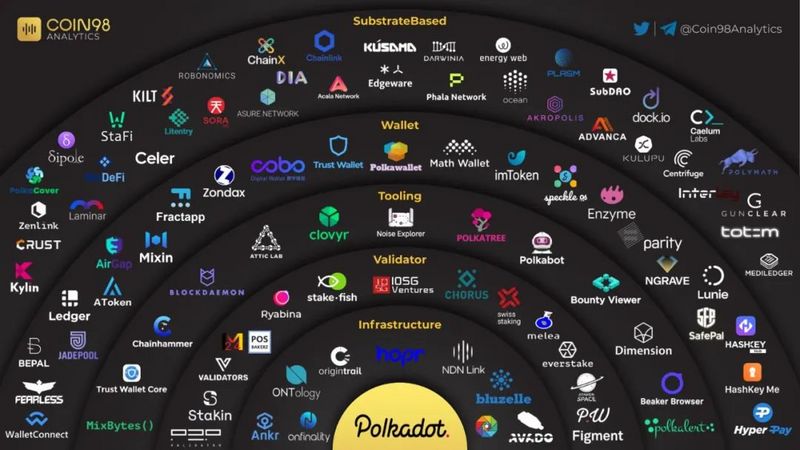 COIN98
ANALYTICS
@Coin98Analytics
SubstrateBased
ROBONOMICS
ChainX
Chainlink
KÚSAMA
DARWINIA
energy web
PLASM
SubDAO
DIA
Acala Network
Edgeware
Phala Network
ocean
AKROPOLIS
dock.io
KILT
Litentry
SORA
ASURE NETWORK
ADVANCA
Caelum
Labs
StaFi
KULUPU
Centrifuge
POLYMATH
Dipole
DeFi
PolkaCover
Laminar
Zenlink
CRUST
Kylin
Interlay
GUNCLEAR
totem
MEDILEDGER
Wallet
Celer
Zondax
cobo
Trust Wallet
Polkawallet
Math Wallet
imToken
speckle OS
Enzyme
parity
Fractapp
Mixin
AirGap
AToken
Ledger
BEPAL
JADEPOOL
FEARLESS
WalletConnect
NGRAVE
Lunie
SafePal
HASHKEY
HashKey Me
Hyper Pay
Tooling
ATTIC LAB
clovyr
Noise Explorer
POLKATREE
Polkabot
BLOCKDAEMON
Bounty Viewer
Chainhammer
Trust Wallet Core
MixBytes()
Dimension
Beaker Browser
polkalert
Validator
Ryabina
stake·fish
IOSG
Ventures
CHORUS
swiss
staking
melea
M
24
POS
BAKERZ
VALIDATORS
everstake
STAKER
SPACE
StaKin
P2P
VALIDATOR
P.W
Figment
Infrastructure
origintrail
hopr
NDN Link
ONTology
bluzelle
Ankr
onfinality
AVADO
Polkadot.